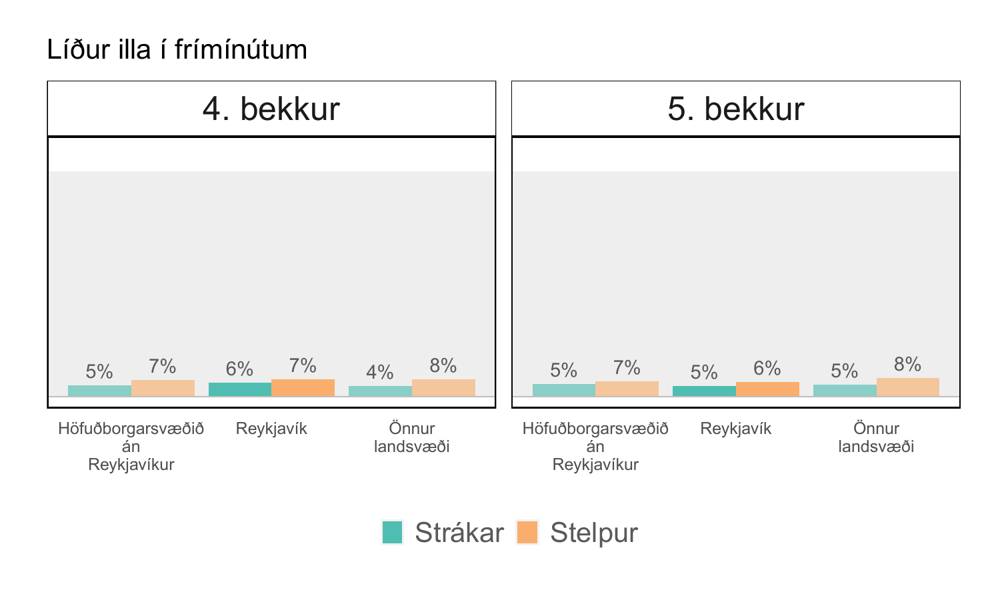 Líður illa í frímínútum
4. bekkur
5% 7% 6% 7% 4% 8%
Höfuðborgarsvæðið
án
Reykjavíkur
Reykjavík
Önnur
landsvæði
5. bekkur
5% 7% 5% 6% 5% 8%
Höfuðborgarsvæðið
án
Reykjavíkur
Reykjavík
Önnur
landsvæði
Strákar Stelpur